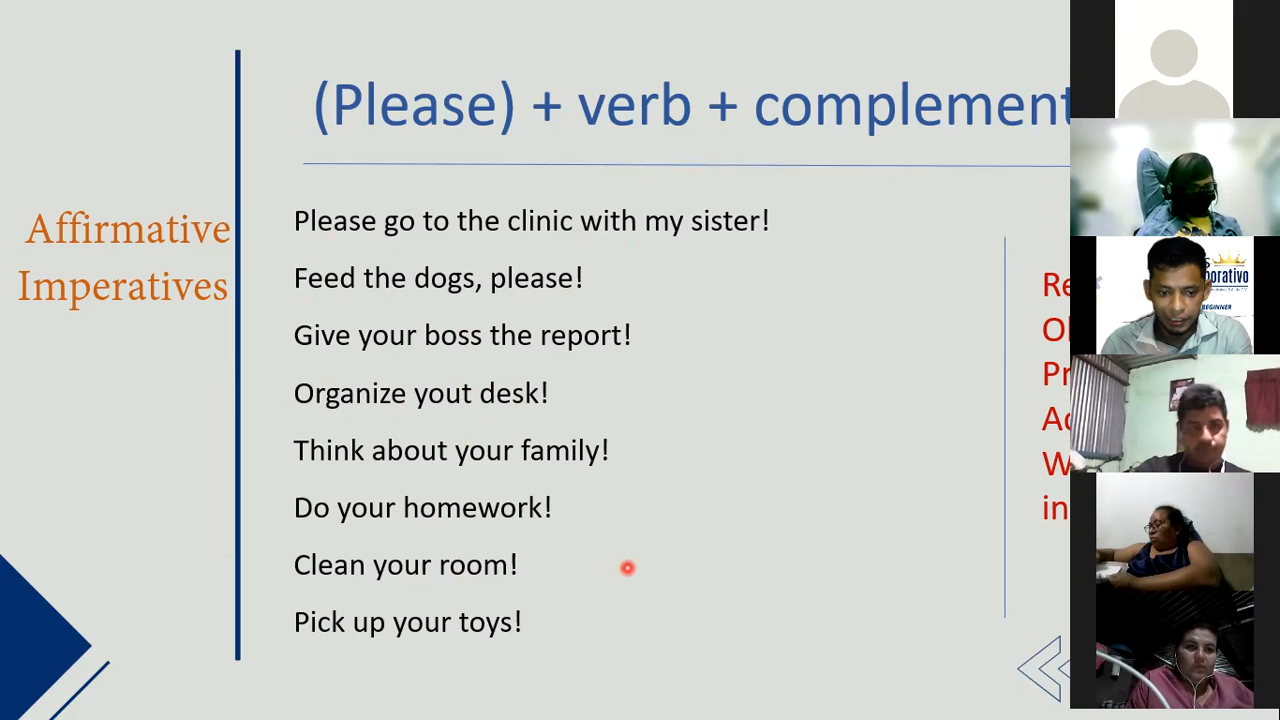 (Please) + verb + complement
Affirmative
Imperatives
Please go to the clinic with my sister!
Feed the dogs, please!
Give your boss the report!
Organize yout desk!
Think about your family!
Do your homework!
Clean your room!
Pick up your toys!
BEGINNER